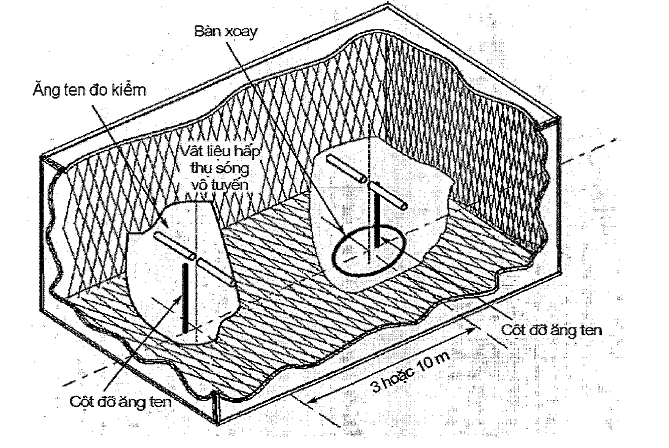 Bàn xoay
Ăng ten đo kiểm
Vật liệu hấp
thụ sóng
vô tuyến
Cột đỡ ăng ten
3 hoặc 10 m
Cột đỡ ăng ten